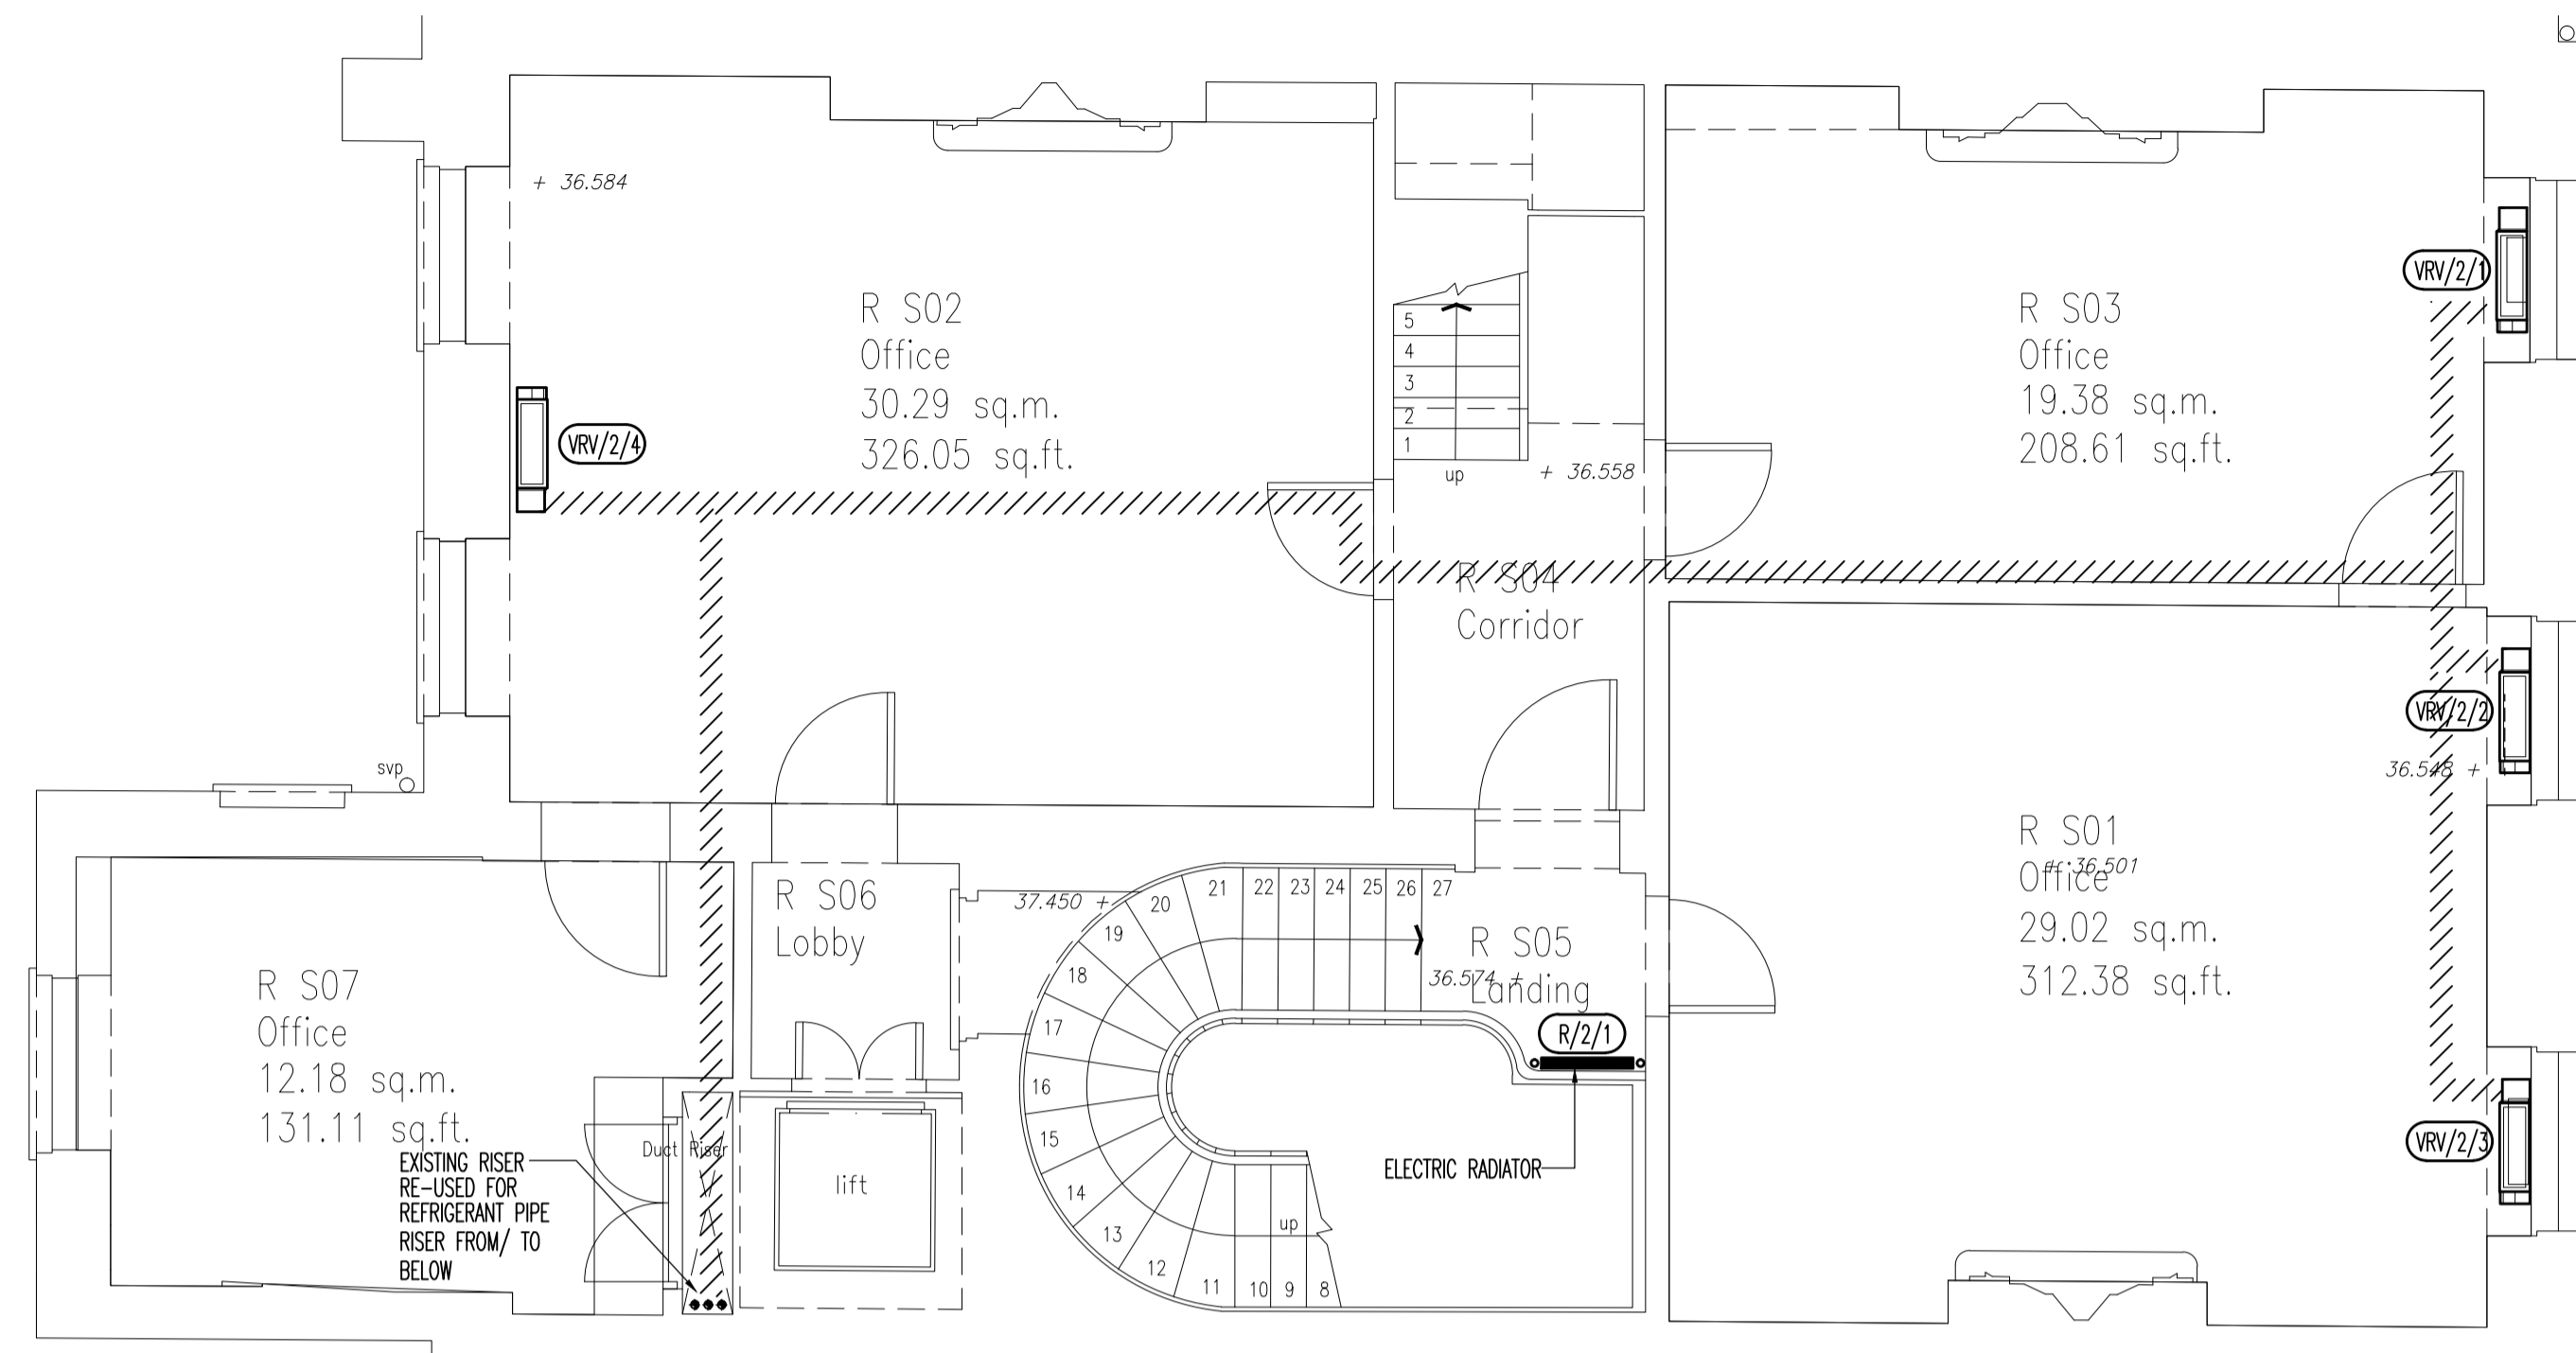 + 36.584
R S02
Office
30.29 sq.m.
326.05 sq.ft.
VRV/2/4
5
4
3
2
1
up
+ 36.558
R S03
Office
19.38 sq.m.
208.61 sq.ft.
VRV/2/1
R S04
Corridor
VRV/2/2
36.548 +
R S01
Office
+ 36.501
29.02 sq.m.
312.38 sq.ft.
VRV/2/3
svp
R S07
Office
12.18 sq.m.
131.11 sq.ft.
EXISTING RISER
RE-USED FOR
REFRIGERANT PIPE
RISER FROM/ TO
BELOW
Duct Riser
R S06
Lobby
lift
37.450 +
27
26
25
24
23
22
21
20
19
18
17
16
15
14
13
12
11
10
9
8
up
R S05
Landing
36.574 +
R/2/1
ELECTRIC RADIATOR